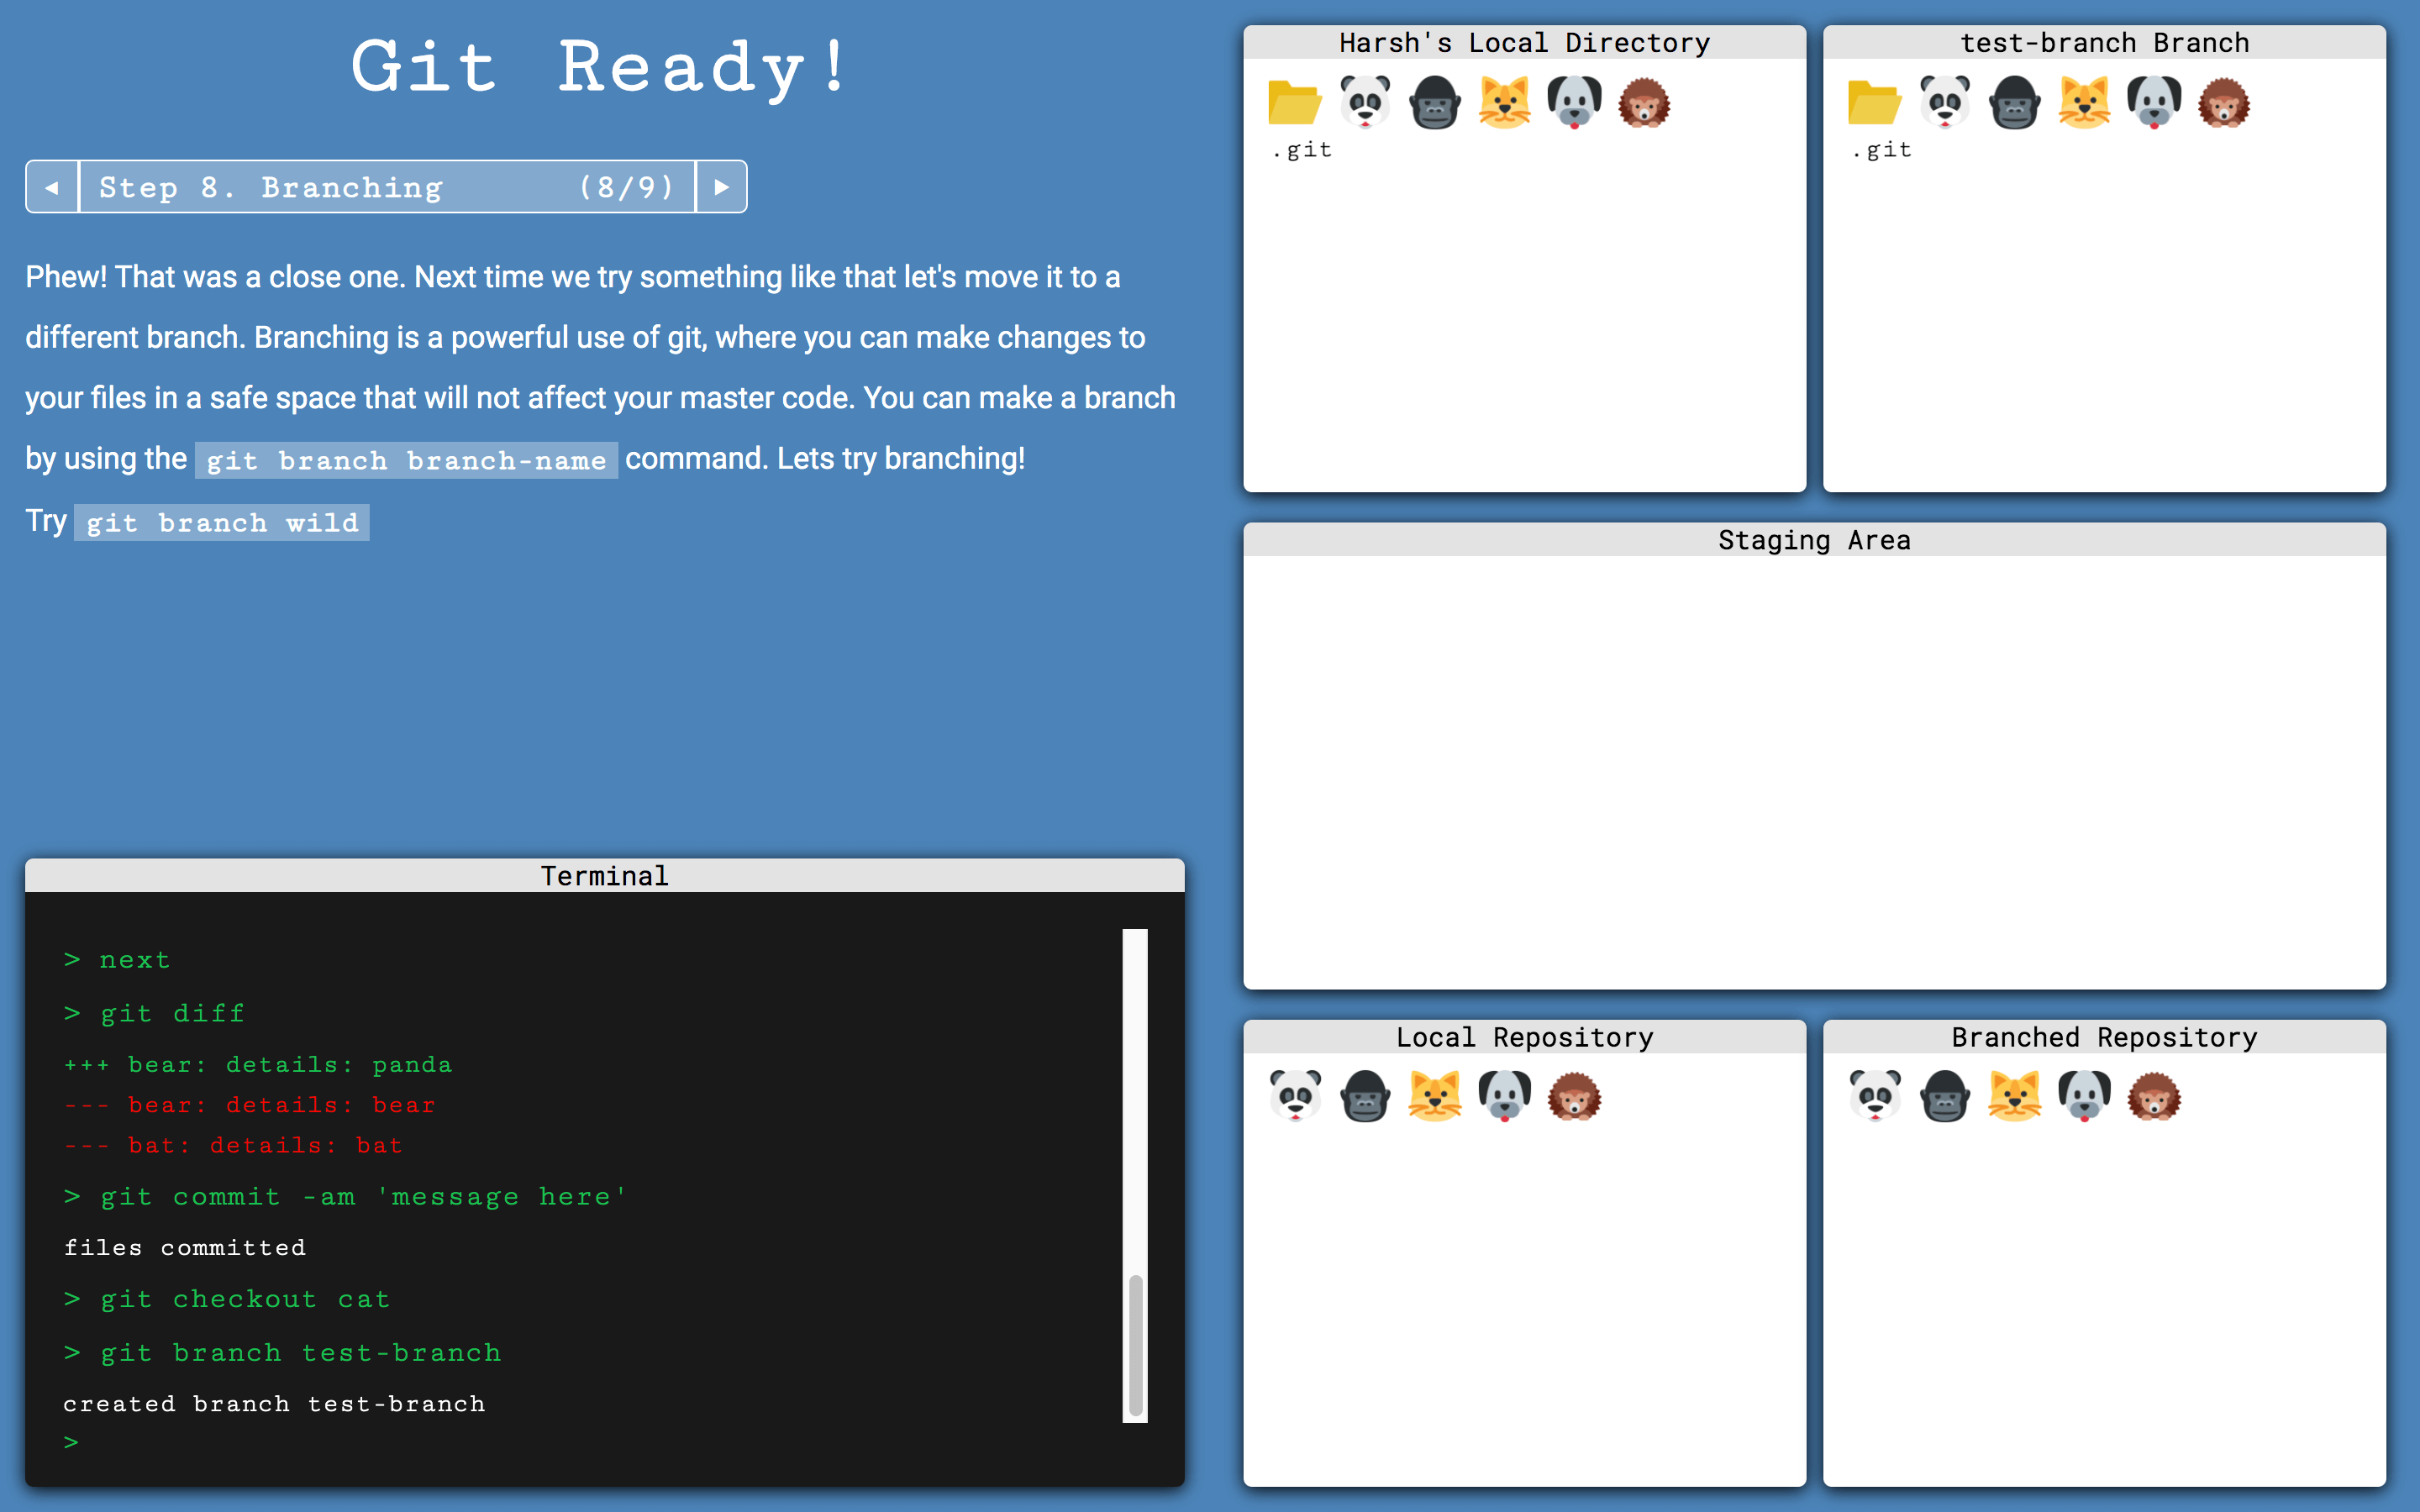 Git Ready!
◀ Step 8. Branching (8/9) ▶
Phew! That was a close one. Next time we try something like that let's move it to a
different branch. Branching is a powerful use of git, where you can make changes to
your files in a safe space that will not affect your master code. You can make a branch
by using the git branch branch-name command. Lets try branching!
Try git branch wild
Terminal
> next
> git diff
+++ bear: details: panda
--- bear: details: bear
--- bat: details: bat
> git commit -am 'message here'
files committed
> git checkout cat
> git branch test-branch
created branch test-branch
>
Harsh's Local Directory
.git
test-branch Branch
.git
Staging Area
Local Repository
Branched Repository